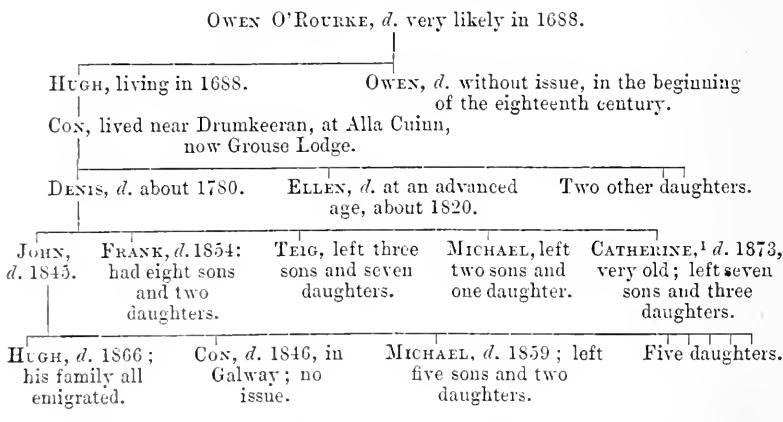 OWEN O'ROURKE, d. very likely in 1688.
HUGH, living in 1688.
OWEN, d. without issue, in the beginning
of the eighteenth century.
CON, lived near Drumkeeran, at Alla Cuinn,
now Grouse Lodge.
DENIS, d. about 1780.
ELLEN, d. at an advanced
age, about 1820.
Two other daughters.
JOHN,
d. 1845.
FRANK, d. 1854:
had eight sons
and two
daughters.
TEIG, left three
sons and seven
daughters.
MICHAEL, left
two sons and
one daughter.
CATHERINE,¹ d. 1873,
very old; left seven
sons and three
daughters.
HUGH, d. 1866;
his family all
emigrated.
CON, d. 1846, in
Galway; no
issue.
MICHAEL, d. 1859; left
five sons and two
daughters.
Five daughters.